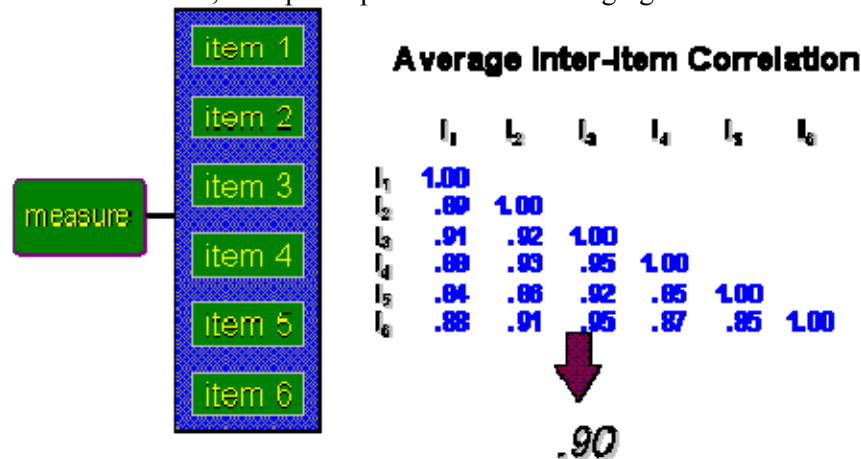 measure
item 1
item 2
item 3
item 4
item 5
item 6
Average Inter-Item Correlation
I₁ I₂ I₃ I₄ I₅ I₆
I₁ 1.00
I₂ .89 1.00
I₃ .91 .92 1.00
I₄ .88 .93 .95 1.00
I₅ .84 .86 .92 .85 1.00
I₆ .88 .91 .95 .87 .85 1.00
.90